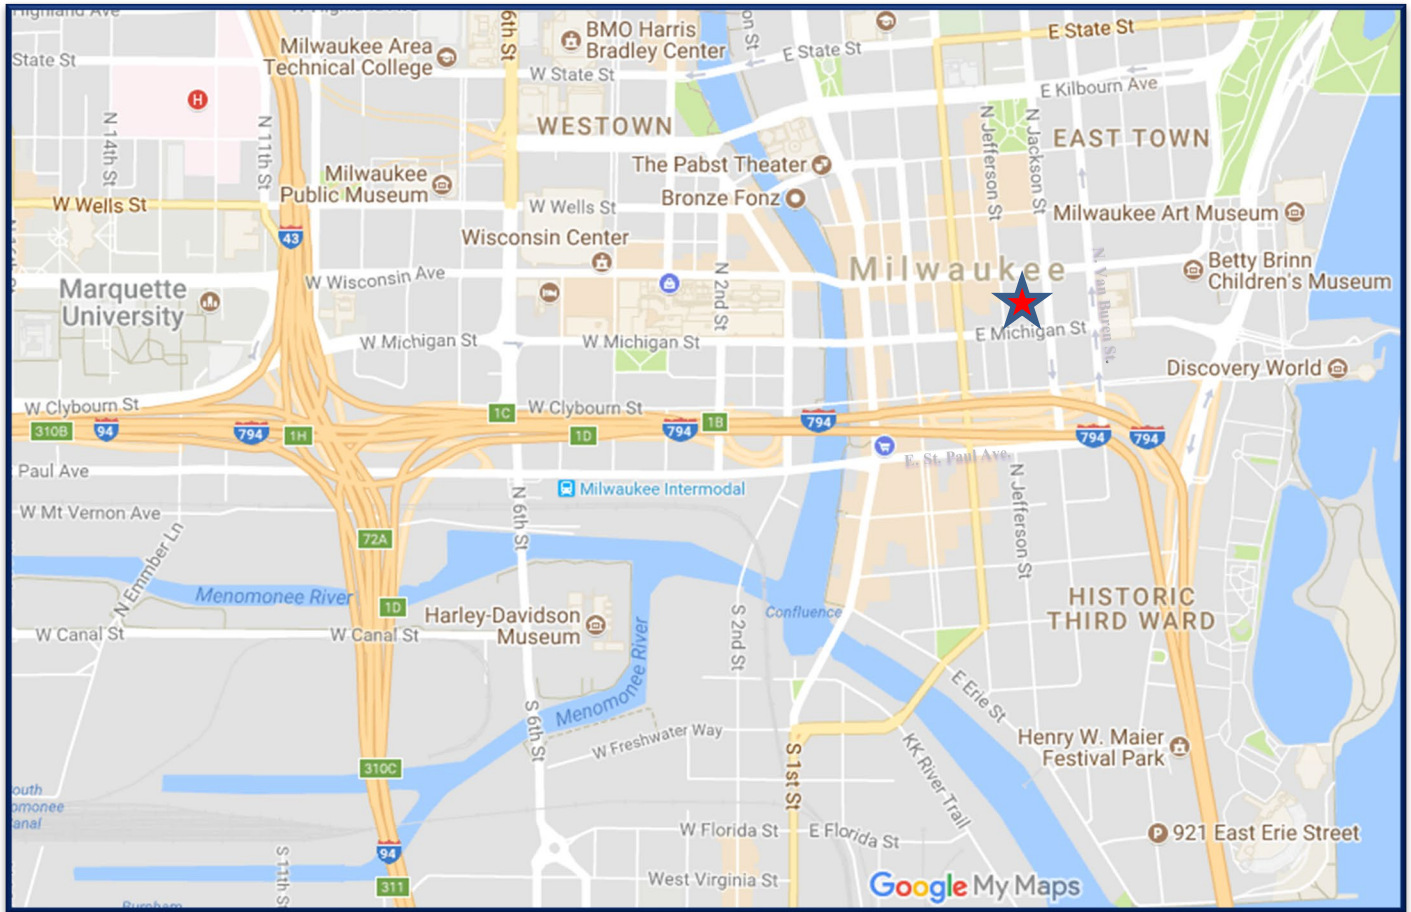 Highland Ave
6th St
BMO Harris
Bradley Center
E State St
E State St
State St
Milwaukee Area
Technical College
W State St
E Kilbourn Ave
H
N 14th St
N 11th St
WESTOWN
N Jefferson St
N Jackson St
EAST TOWN
The Pabst Theater
Milwaukee
Public Museum
Bronze Fonz
W Wells St
W Wells St
Milwaukee Art Museum
43
Wisconsin Center
N. Van Buren St.
Betty Brinn
Children's Museum
W Wisconsin Ave
N 2nd St
Milwaukee
Marquette
University
W Michigan St
W Michigan St
E Michigan St
Discovery World
W Clybourn St
1C
W Clybourn St
310B
94
794
1H
1D
794
1B
794
794
794
Paul Ave
E. St. Paul Ave.
Milwaukee Intermodal
N 6th St
N Jefferson St
W Mt Vernon Ave
72A
N Emmber Ln
Menomonee River
1D
Harley-Davidson
Museum
Menomonee River
S 2nd St
Confluence
HISTORIC
THIRD WARD
W Canal St
W Canal St
S 6th St
E Erie St
W Freshwater Way
S 1st St
KK River Trail
Henry W. Maier
Festival Park
310C
outh
omonee
anal
W Florida St
E Florida St
P
921 East Erie Street
94
S 11th St
311
West Virginia St
Google My Maps
Burnham